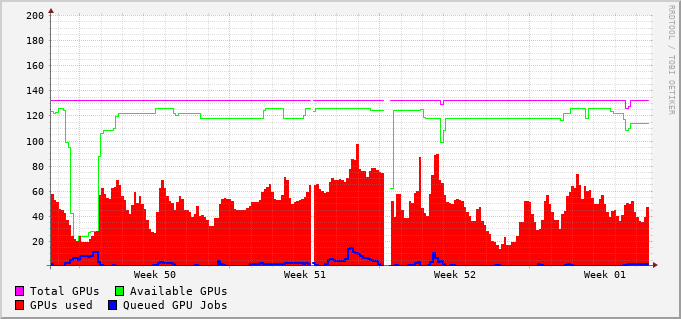 200
180
160
140
120
100
80
60
40
20
Week 50 Week 51 Week 52 Week 01
Total GPUs Available GPUs
GPUs used Queued GPU Jobs
RRDTOOL / TOBI OETIKER